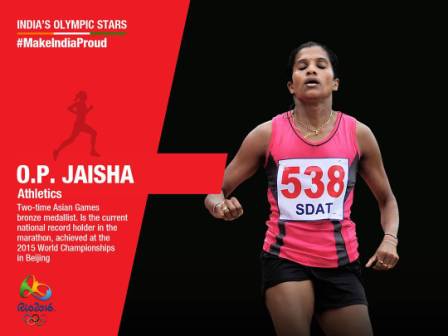 INDIA'S OLYMPIC STARS
#MakeIndiaProud
O.P. JAISHA
Athletics
Two-time Asian Games
bronze medallist. Is the current
national record holder in the
marathon, achieved at the
2015 World Championships
in Beijing
Rio2016
538
SDAT